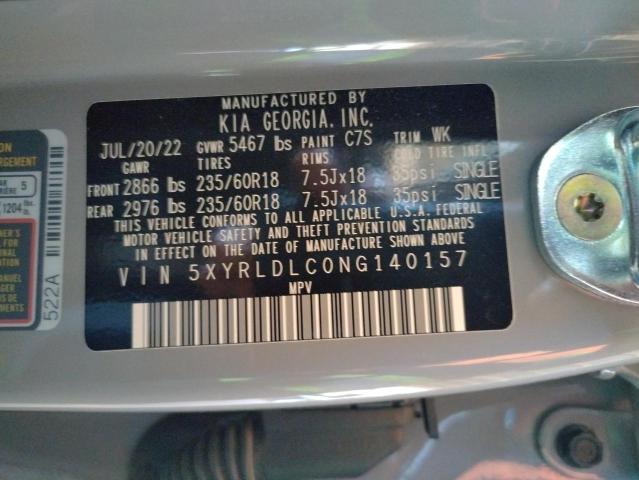 MANUFACTURED BY
KIA GEORGIA, INC.
JUL/20/22 GVWR 5467 lbs PAINT C7S TRIM WK
GAWR TIRES RIMS COLD TIRE INFL
FRONT 2866 lbs 235/60R18 7.5Jx18 35psi SINGLE
REAR 2976 lbs 235/60R18 7.5Jx18 35psi SINGLE
THIS VEHICLE CONFORMS TO ALL APPLICABLE U.S.A. FEDERAL
MOTOR VEHICLE SAFETY AND THEFT PREVENTION STANDARDS
IN EFFECT ON THE DATE OF MANUFACTURE SHOWN ABOVE
VIN 5XYRLDLC0NG140157
MPV
5
1204 lbs.
522A